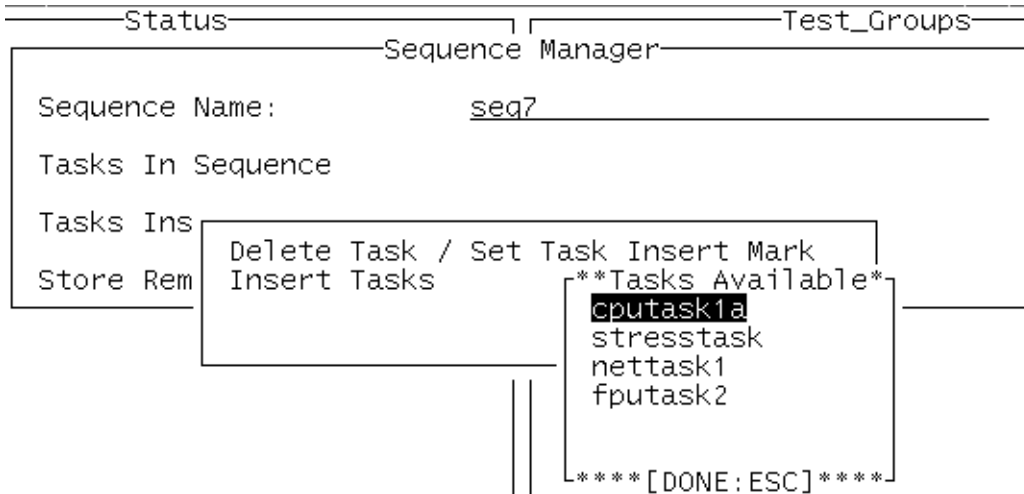 Status Test_Groups
Sequence Manager
Sequence Name: seq7
Tasks In Sequence
Tasks Ins
Delete Task / Set Task Insert Mark
Store Rem Insert Tasks **Tasks Available*
cputask1a
stresstask
nettask1
fputask2
****[DONE:ESC]****